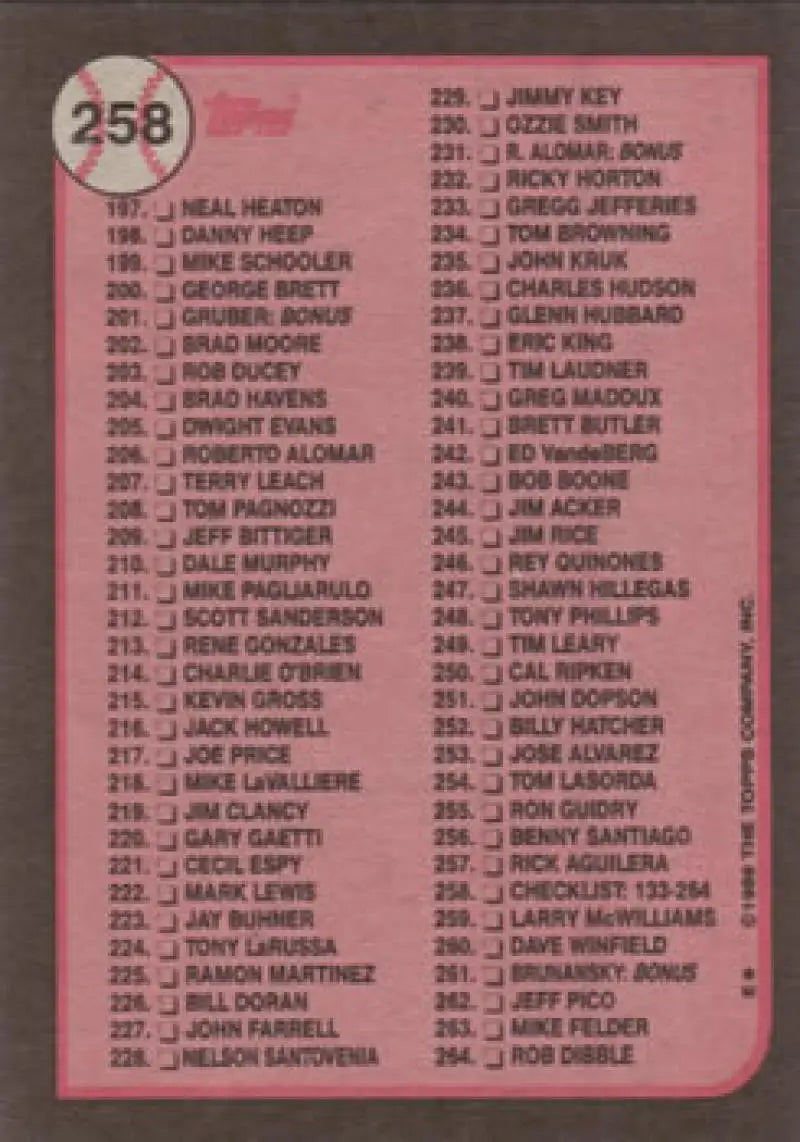 258
TOPPS
197. NEAL HEATON
198. DANNY HEEP
199. MIKE SCHOOLER
200. GEORGE BRETT
201. GRUBER: BONUS
202. BRAD MOORE
203. ROB DUCEY
204. BRAD HAVENS
205. DWIGHT EVANS
206. ROBERTO ALOMAR
207. TERRY LEACH
208. TOM PAGNOZZI
209. JEFF BITTIGER
210. DALE MURPHY
211. MIKE PAGLIARULO
212. SCOTT SANDERSON
213. RENE GONZALES
214. CHARLIE O'BRIEN
215. KEVIN GROSS
216. JACK HOWELL
217. JOE PRICE
218. MIKE LaVALLIERE
219. JIM CLANCY
220. GARY GAETTI
221. CECIL ESPY
222. MARK LEWIS
223. JAY BUHNER
224. TONY LaRUSSA
225. RAMON MARTINEZ
226. BILL DORAN
227. JOHN FARRELL
228. NELSON SANTOVENIA
229. JIMMY KEY
230. OZZIE SMITH
231. R. ALOMAR: BONUS
232. RICKY HORTON
233. GREGG JEFFERIES
234. TOM BROWNING
235. JOHN KRUK
236. CHARLES HUDSON
237. GLENN HUBBARD
238. ERIC KING
239. TIM LAUDNER
240. GREG MADDUX
241. BRETT BUTLER
242. ED VandeBERG
243. BOB BOONE
244. JIM ACKER
245. JIM RICE
246. REY QUINONES
247. SHAWN HILLEGAS
248. TONY PHILLIPS
249. TIM LEARY
250. CAL RIPKEN
251. JOHN DOPSON
252. BILLY HATCHER
253. JOSE ALVAREZ
254. TOM LASORDA
255. RON GUIDRY
256. BENNY SANTIAGO
257. RICK AGUILERA
258. CHECKLIST: 133-264
259. LARRY McWILLIAMS
260. DAVE WINFIELD
261. BRUNANSKY: BONUS
262. JEFF PICO
263. MIKE FELDER
264. ROB DIBBLE
THE TOPPS COMPANY, INC.